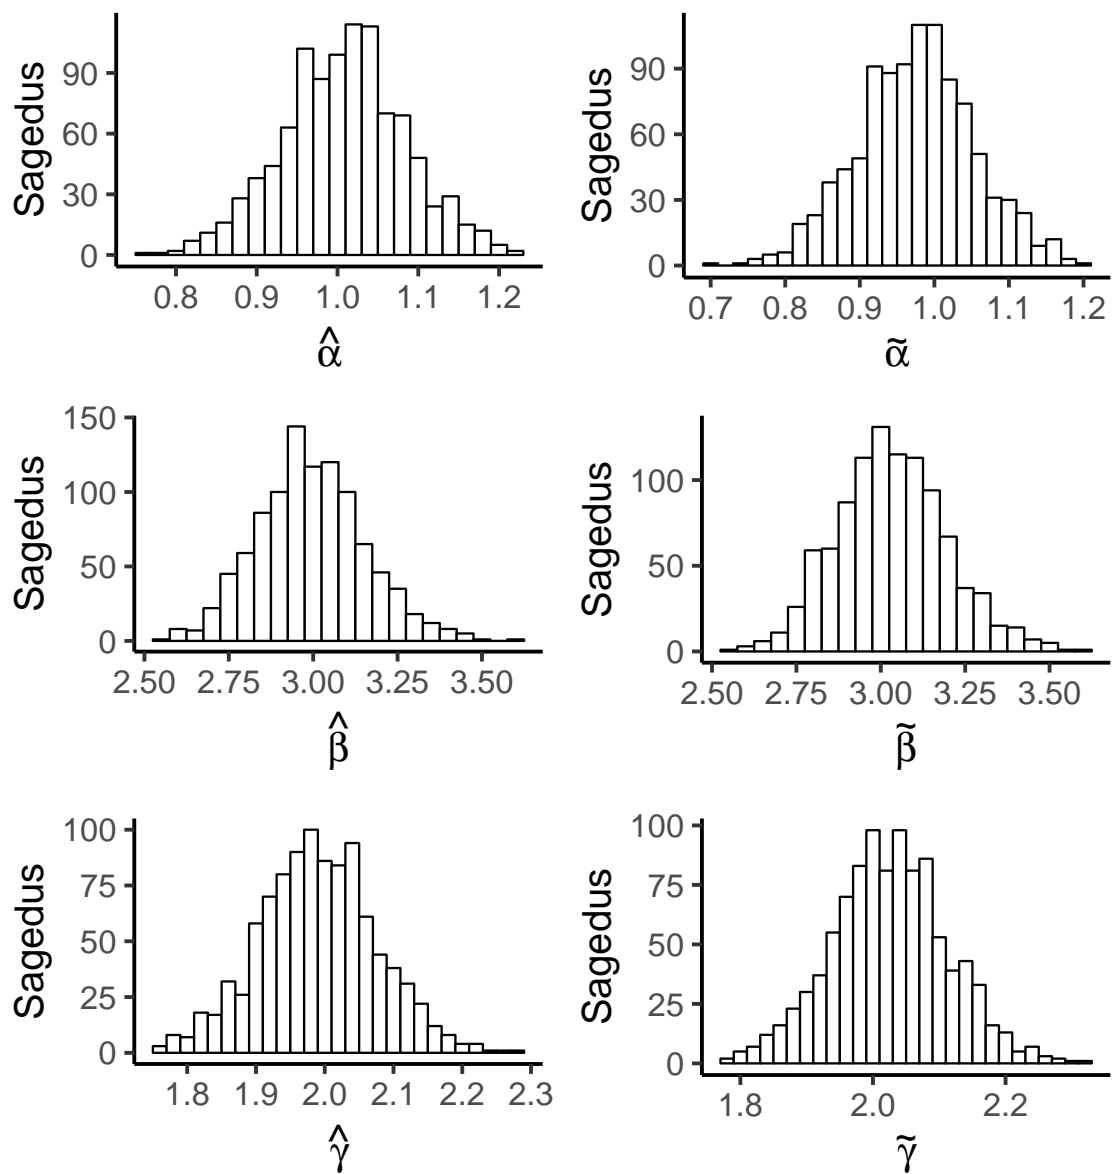 Sagedus
90
60
30
0
0.8 0.9 1.0 1.1 1.2
α̂
Sagedus
90
60
30
0
0.7 0.8 0.9 1.0 1.1 1.2
α̃
Sagedus
150
100
50
0
2.50 2.75 3.00 3.25 3.50
β̂
Sagedus
100
50
0
2.50 2.75 3.00 3.25 3.50
β̃
Sagedus
100
75
50
25
0
1.8 1.9 2.0 2.1 2.2 2.3
γ̂
Sagedus
100
75
50
25
0
1.8 2.0 2.2
γ̃